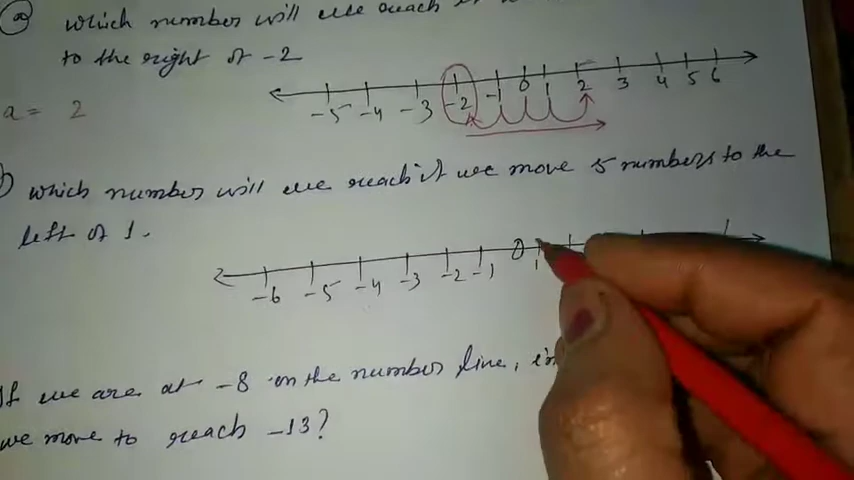 (a) which number will we reach if
to the right of -2
a = 2
-5 -4 -3 -2 -1 0 1 2 3 4 5 6
b) which number will we reach if we move 5 numbers to the
left of 1.
-6 -5 -4 -3 -2 -1 0 1
If we are at -8 on the number line, in
we move to reach -13?